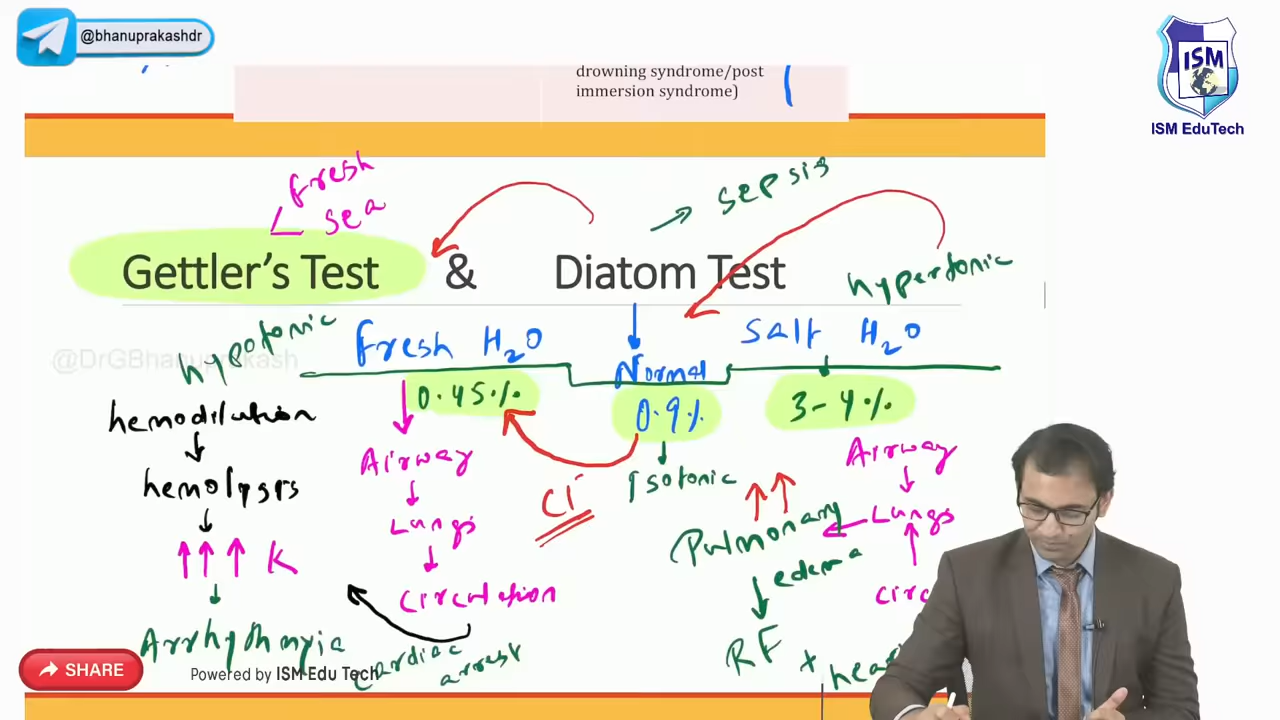 @bhanuprakashdr
drowning syndrome/post
immersion syndrome)
ISM
ISM EduTech
Fresh
Sea
sepsis
Gettler's Test & Diatom Test
hypertonic
hypotonic
@DrGBhanuprakash
Fresh H₂O
Normal
Salt H₂O
0.45%
0.9%
3-4%
hemodilution
hemolysis
↑↑↑ K
Arrhythmia
cardiac
arrest
Airway
Lungs
circulation
Cl⁻
Isotonic
↑↑
Pulmonary
edema
RF +
Airway
Lungs
SHARE
Powered by ISM Edu Tech